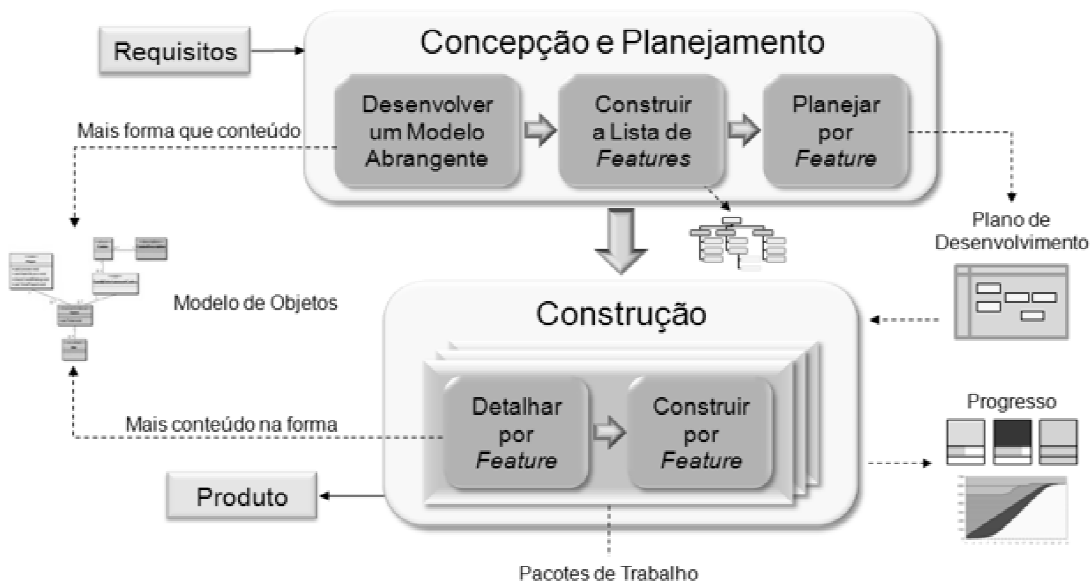 Requisitos
Concepção e Planejamento
Desenvolver
um Modelo
Abrangente
Construir
a Lista de
Features
Planejar
por
Feature
Mais forma que conteúdo
Plano de
Desenvolvimento
Modelo de Objetos
Construção
Detalhar
por
Feature
Construir
por
Feature
Mais conteúdo na forma
Progresso
Produto
Pacotes de Trabalho